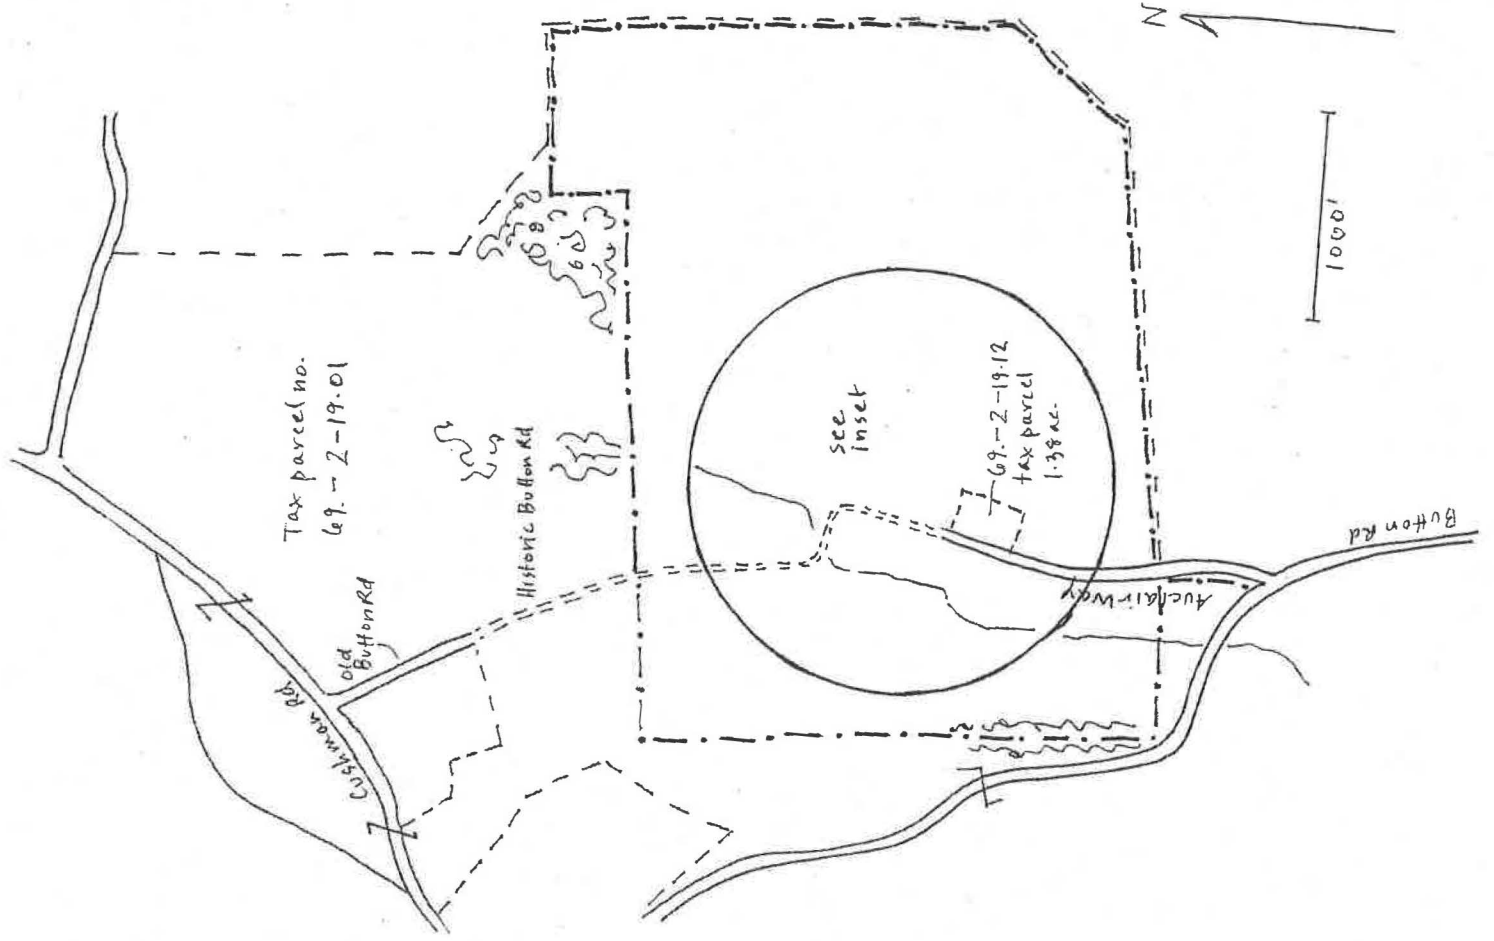 N
1000'
Tax parcel no.
69.-2-19.01
Historic Button Rd
Old
Button Rd
Cushman Rd
see
inset
69.-2-19.12
tax parcel
1.38 ac.
Auclair Way
Button Rd